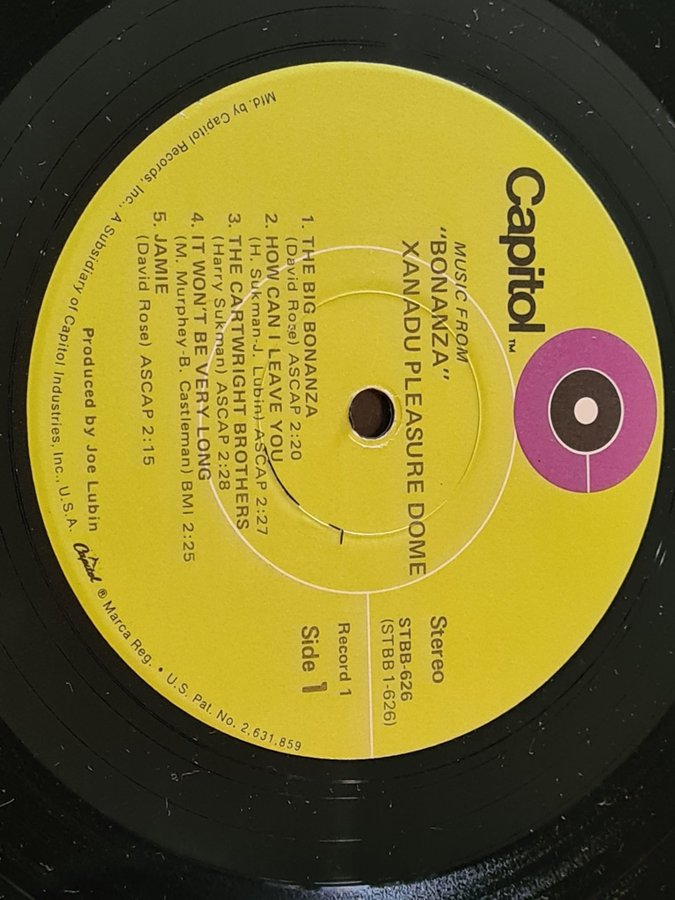 Capitol™
MUSIC FROM
"BONANZA"
XANADU PLEASURE DOME
Stereo
STBB-626
(STBB 1-626)
Record 1
Side 1
1. THE BIG BONANZA
(David Rose) ASCAP 2:20
2. HOW CAN I LEAVE YOU
(H. Sukman-J. Lubin) ASCAP 2:27
3. THE CARTWRIGHT BROTHERS
(Harry Sukman) ASCAP 2:28
4. IT WON'T BE VERY LONG
(M. Murphey-B. Castleman) BMI 2:25
5. JAMIE
(David Rose) ASCAP 2:15
Produced by Joe Lubin
Mfd. by Capitol Records, Inc., A Subsidiary of Capitol Industries, Inc., U.S.A. Capitol ® Marca Reg. • U.S. Pat. No. 2,631,859